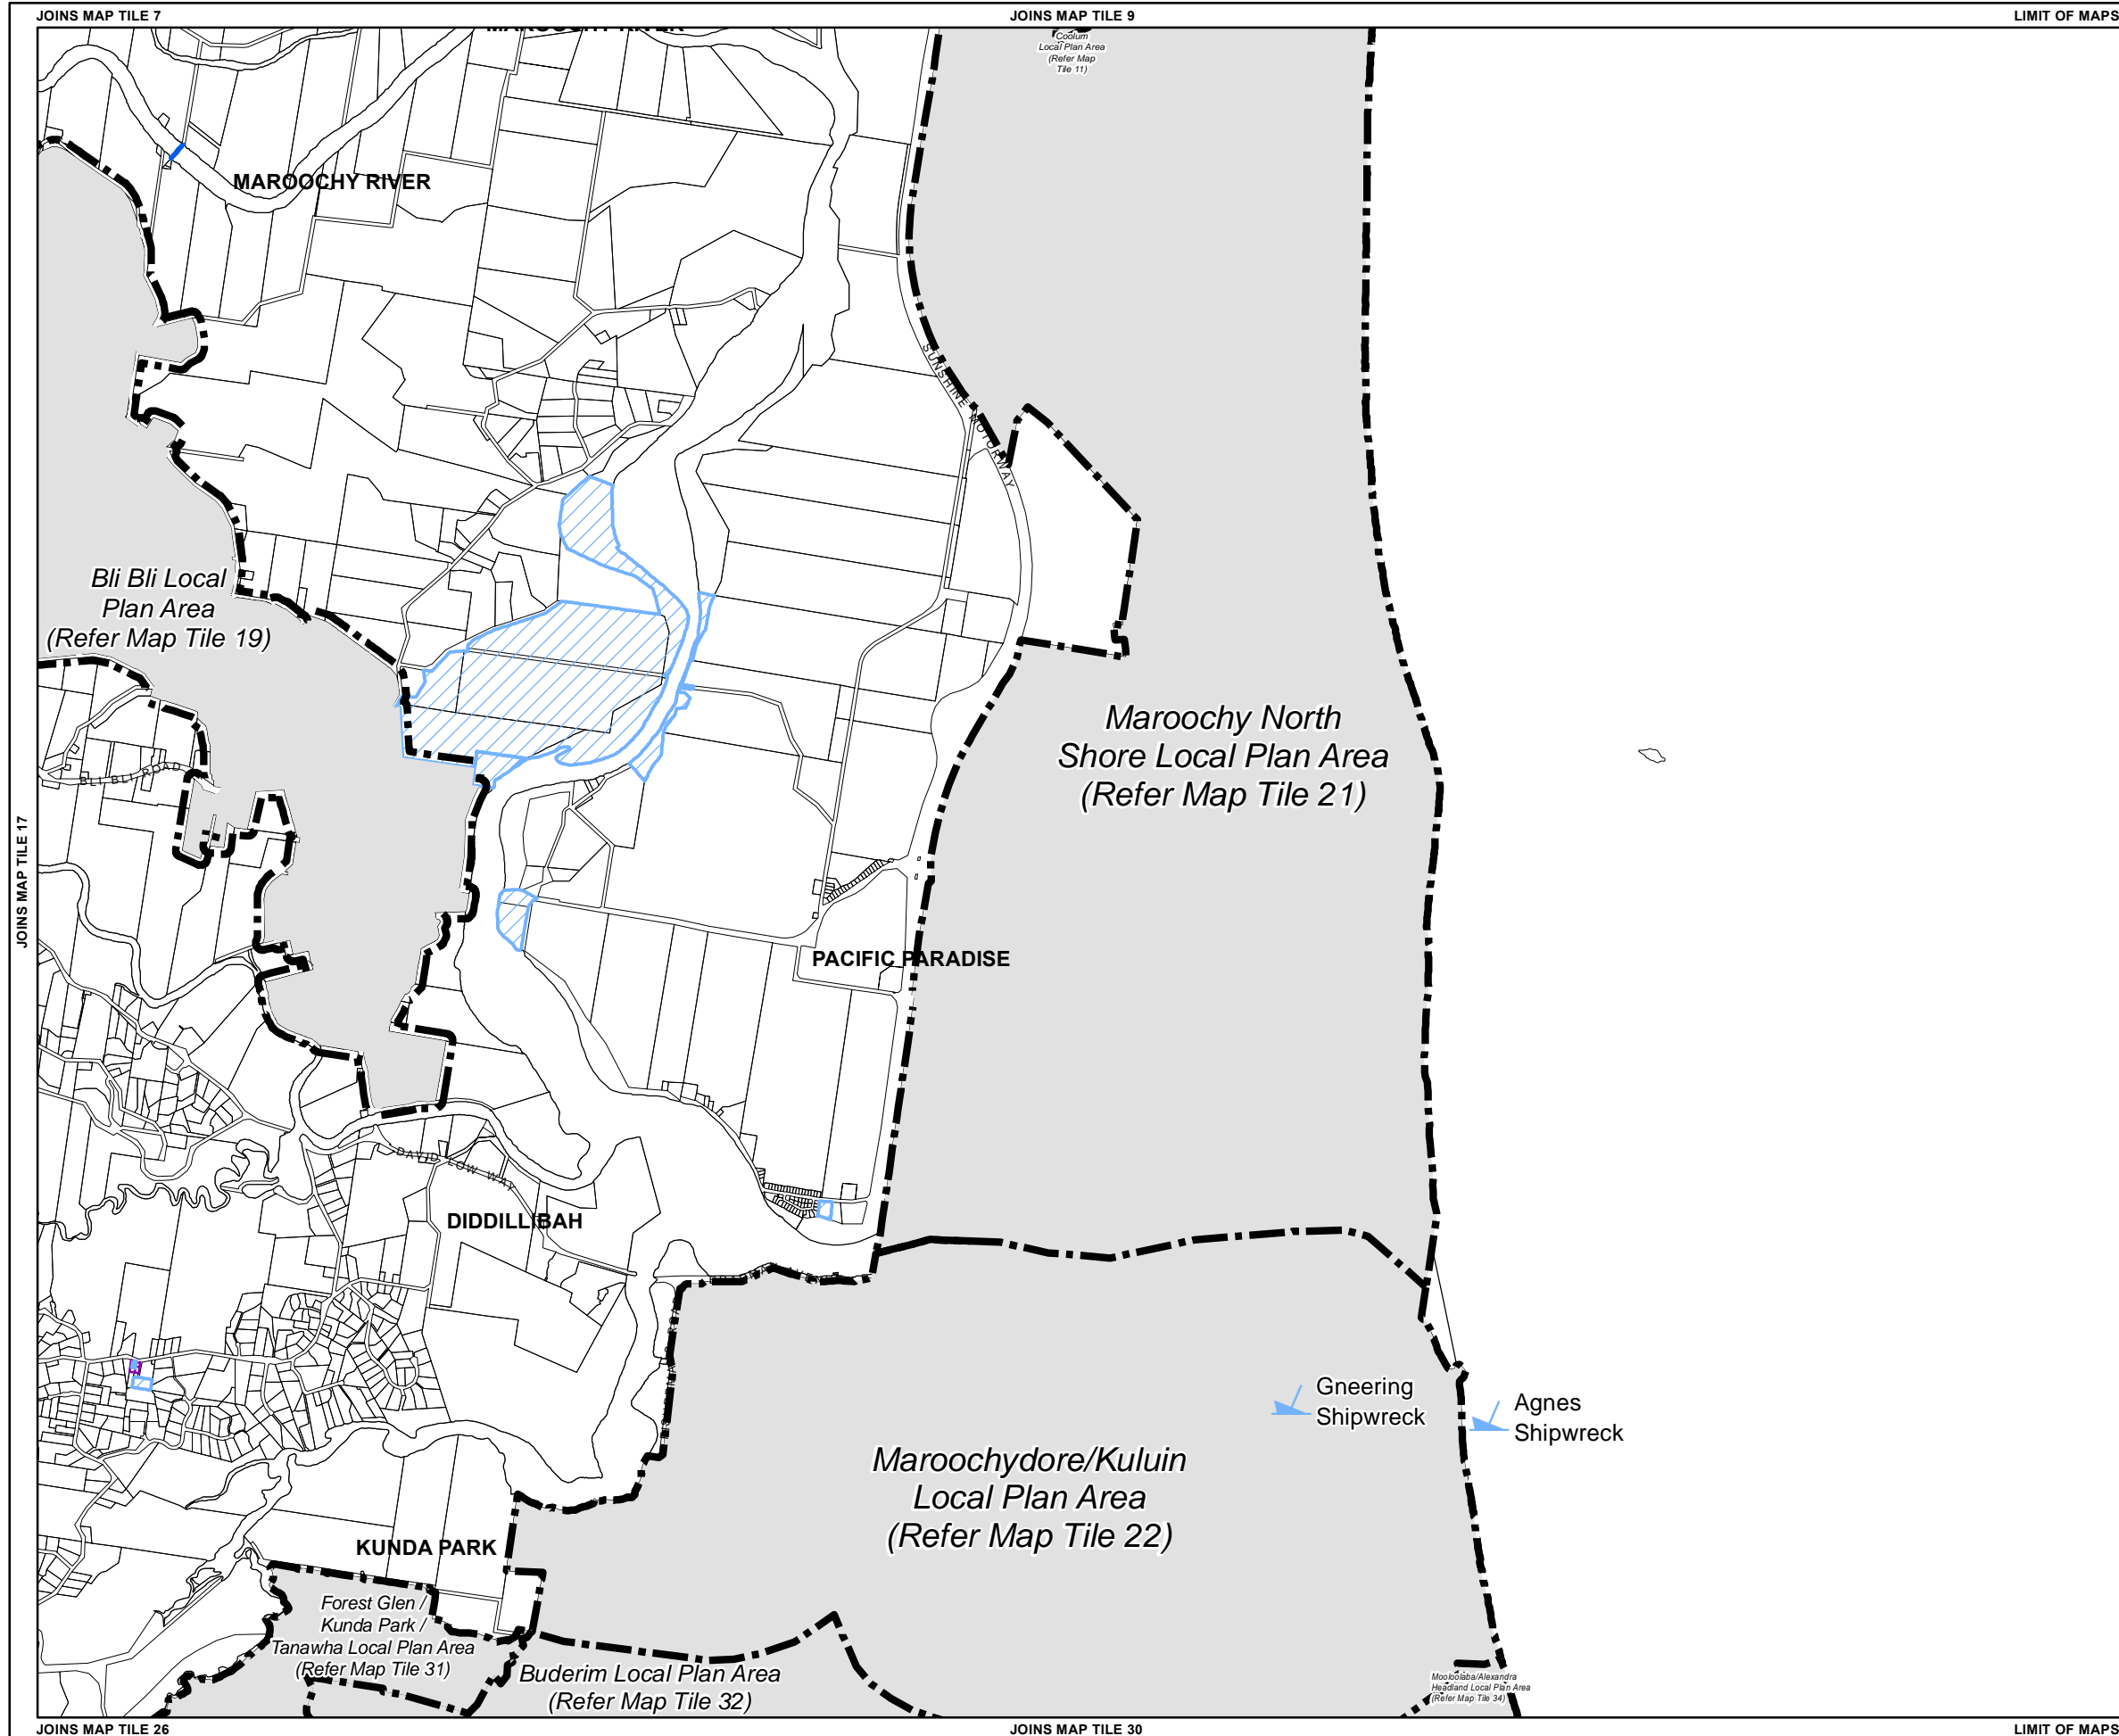 JOINS MAP TILE 7
JOINS MAP TILE 9
LIMIT OF MAPS
MAROOCHY RIVER
Coolum
Local Plan Area
(Refer Map
Tile 11)
MAROOCHY RIVER
SUNSHINE MOTORWAY
Bli Bli Local
Plan Area
(Refer Map Tile 19)
Maroochy North
Shore Local Plan Area
(Refer Map Tile 21)
BLI BLI ROAD
JOINS MAP TILE 17
PACIFIC PARADISE
DAVID LOW WAY
DIDDILLIBAH
Gneering
Shipwreck
Agnes
Shipwreck
Maroochydore/Kuluin
Local Plan Area
(Refer Map Tile 22)
KUNDA PARK
Forest Glen /
Kunda Park /
Tanawha Local Plan Area
(Refer Map Tile 31)
Buderim Local Plan Area
(Refer Map Tile 32)
Mooloolaba/Alexandra
Headland Local Plan Area
(Refer Map Tile 34)
JOINS MAP TILE 26
JOINS MAP TILE 30
LIMIT OF MAPS